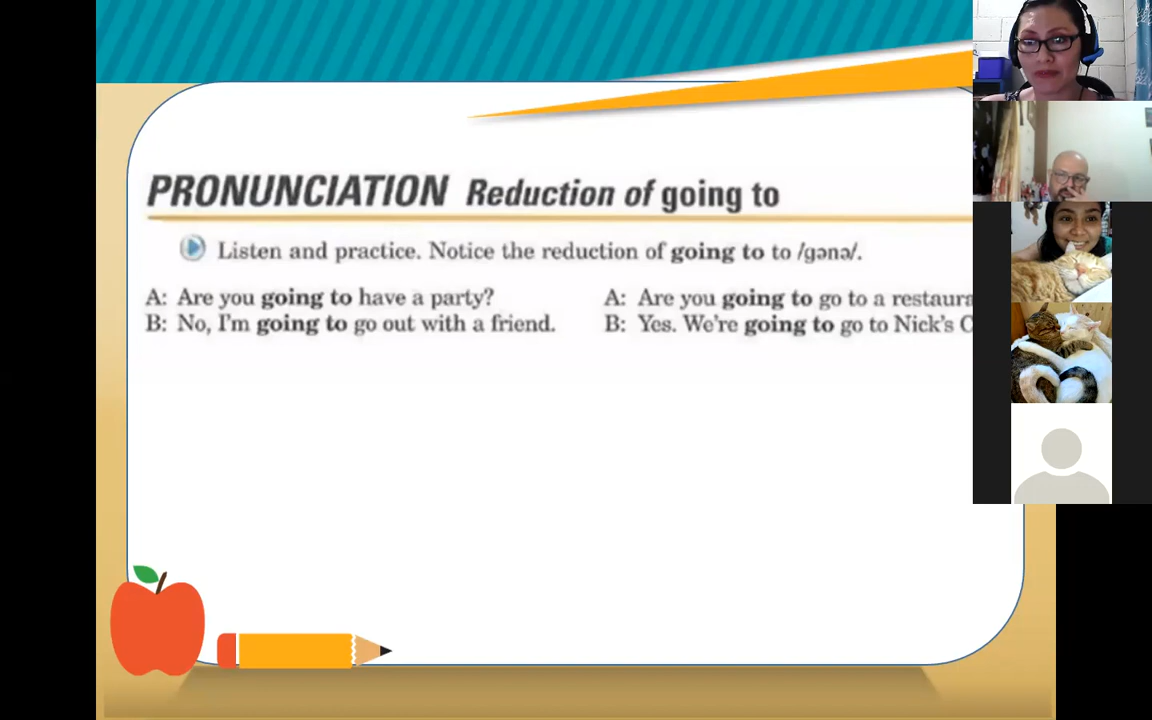 PRONUNCIATION Reduction of going to
Listen and practice. Notice the reduction of going to to /gənə/.
A: Are you going to have a party?
B: No, I'm going to go out with a friend.
A: Are you going to go to a
B: Yes. We're going to go to Nick's